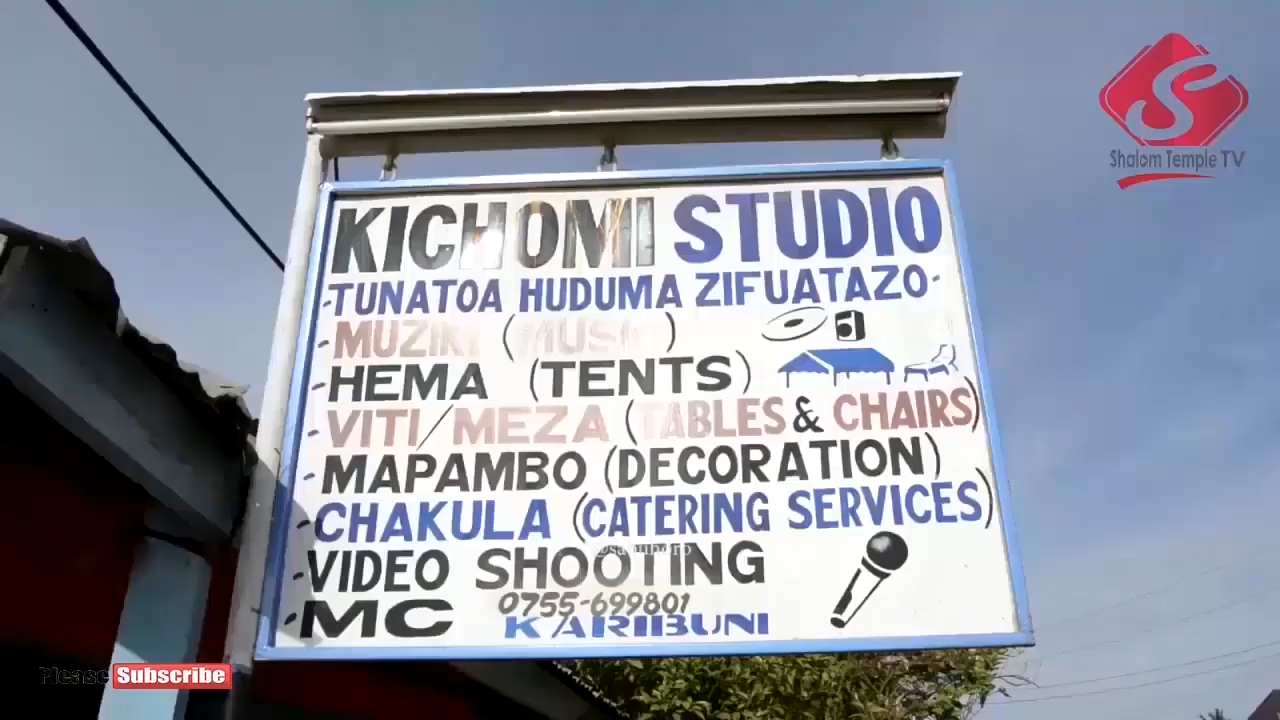 Shalom Temple TV
KICHOMI STUDIO
-TUNATOA HUDUMA ZIFUATAZO-
-MUZIKI (MUSIC)
-HEMA (TENTS)
-VITI/MEZA (TABLES & CHAIRS)
-MAPAMBO (DECORATION)
-CHAKULA (CATERING SERVICES)
-VIDEO SHOOTING
-MC 0755-699801
KARIBUNI
Please Subscribe